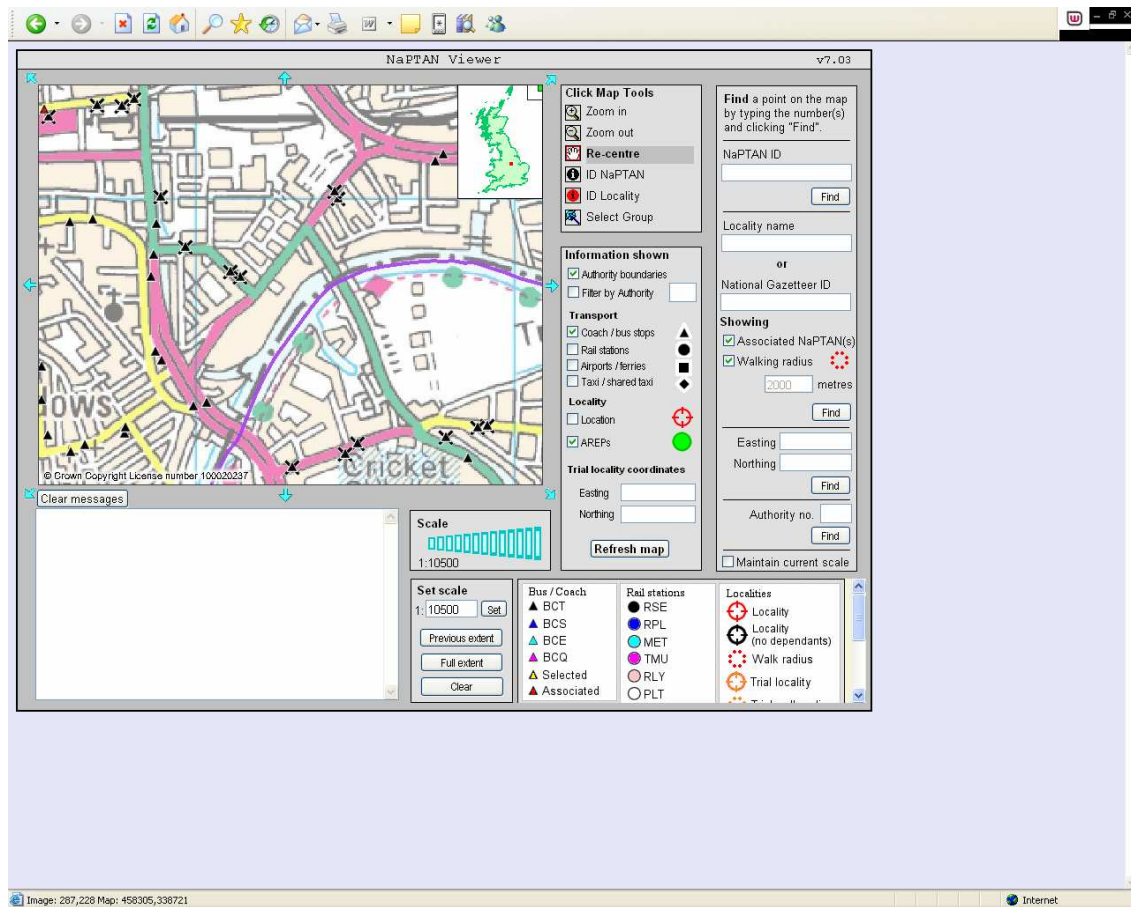 NaPTAN Viewer
v7.03
Cricket
© Crown Copyright License number 100020237
Click Map Tools
Zoom in
Zoom out
Re-centre
ID NaPTAN
ID Locality
Select Group
Information shown
Authority boundaries
Filter by Authority
Transport
Coach / bus stops
Rail stations
Airports / ferries
Taxi / shared taxi
Locality
Location
AREPs
Trial locality coordinates
Easting
Northing
Refresh map
Find a point on the map
by typing the number(s)
and clicking "Find".
NaPTAN ID
Find
Locality name
or
National Gazetteer ID
Showing
Associated NaPTAN(s)
Walking radius
2000 metres
Find
Easting
Northing
Find
Authority no.
Find
Maintain current scale
Clear messages
Scale
1:10500
Set scale
1: 10500 Set
Previous extent
Full extent
Clear
Bus / Coach
BCT
BCS
BCE
BCQ
Selected
Associated
Rail stations
RSE
RPL
MET
TMU
RLY
PLT
Localities
Locality
Locality
(no dependants)
Walk radius
Trial locality
Image: 287,228 Map: 458305,338721
Internet